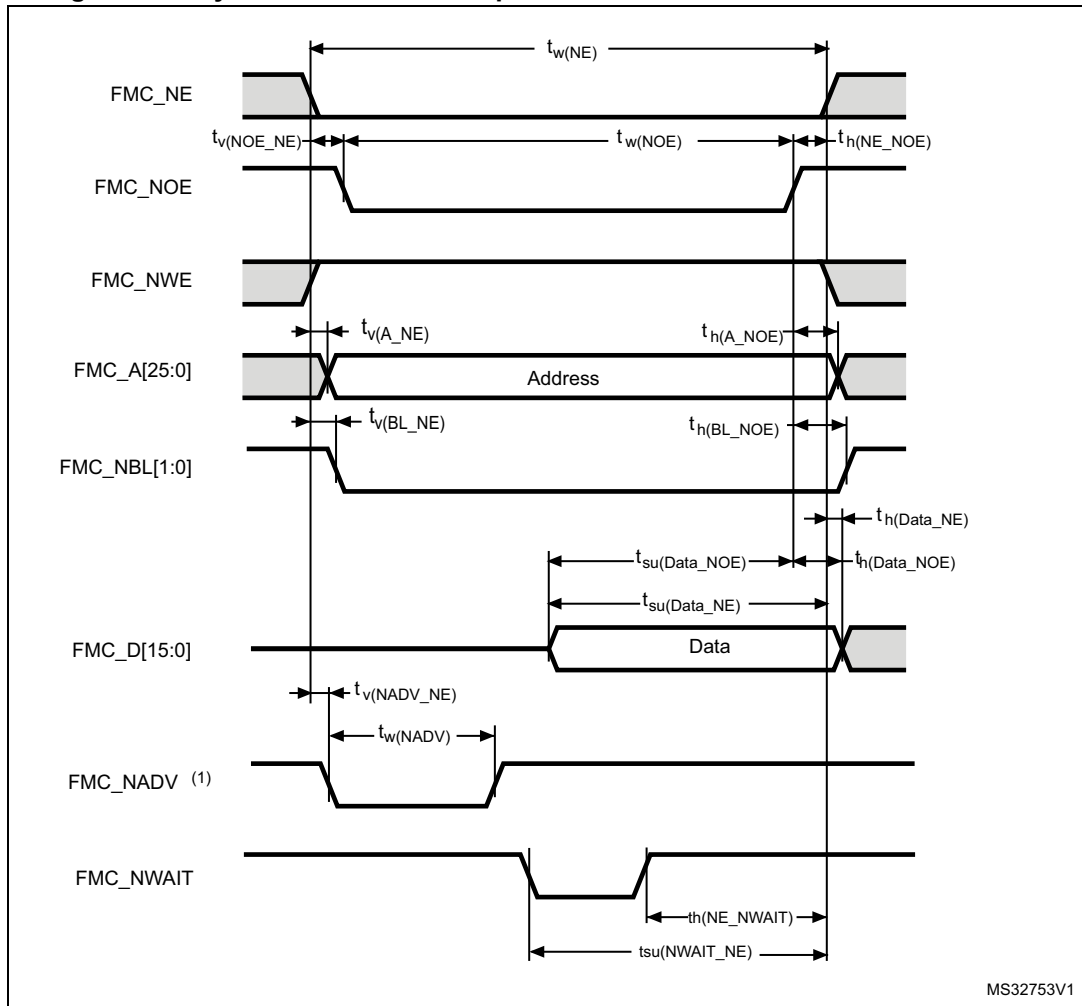 tw(NE)
FMC_NE
tv(NOE_NE)
tw(NOE)
th(NE_NOE)
FMC_NOE
FMC_NWE
tv(A_NE)
th(A_NOE)
FMC_A[25:0]
Address
tv(BL_NE)
th(BL_NOE)
FMC_NBL[1:0]
th(Data_NE)
tsu(Data_NOE)
th(Data_NOE)
tsu(Data_NE)
FMC_D[15:0]
Data
tv(NADV_NE)
tw(NADV)
FMC_NADV (1)
FMC_NWAIT
th(NE_NWAIT)
tsu(NWAIT_NE)
MS32753V1